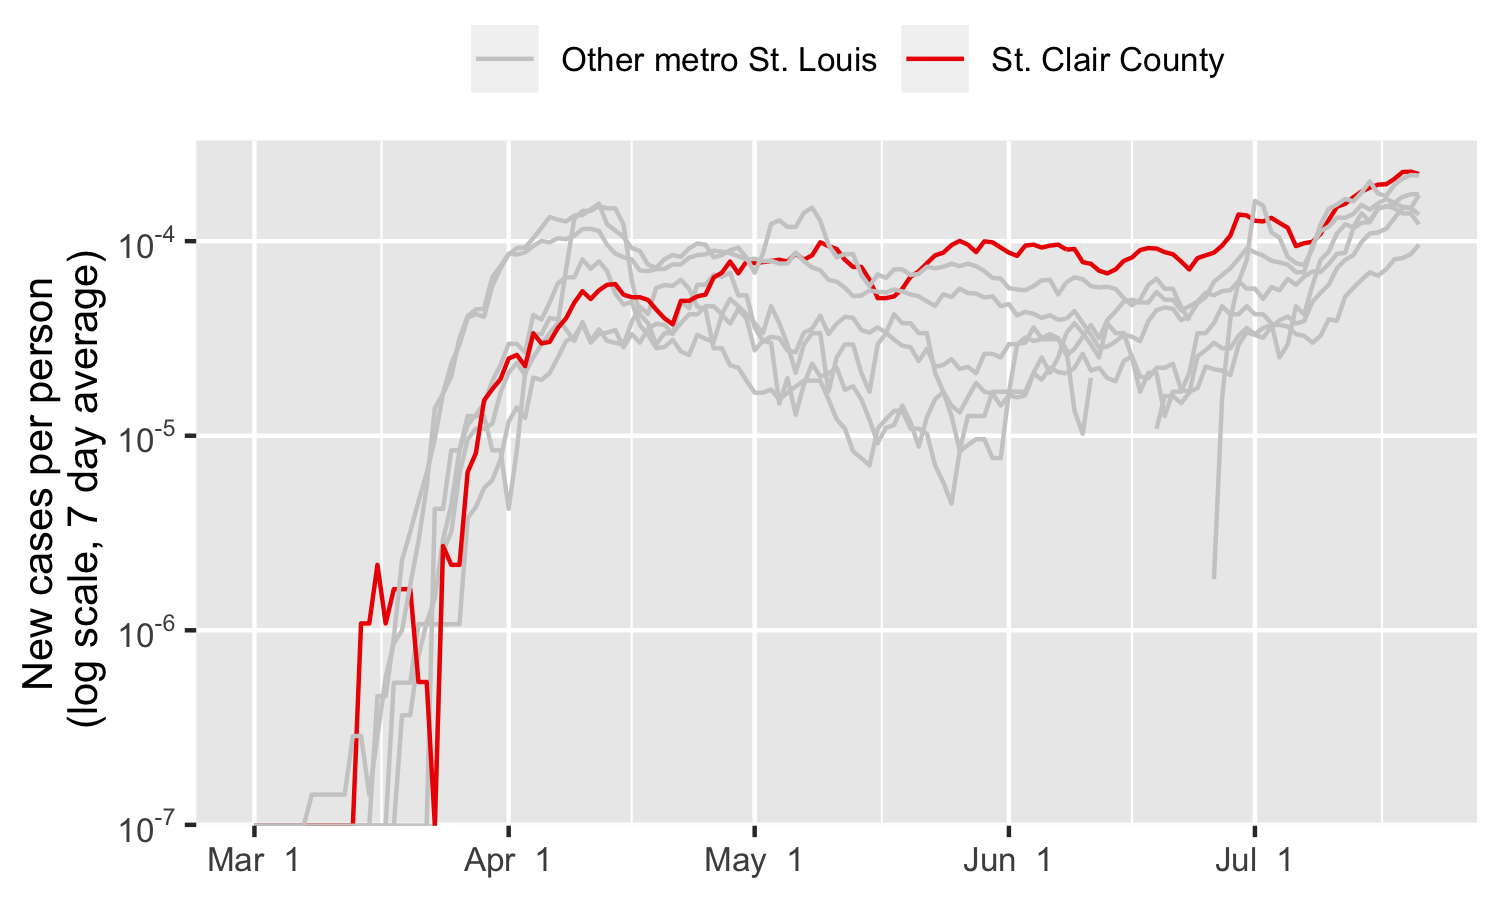 Other metro St. Louis St. Clair County
New cases per person
(log scale, 7 day average)
10-4
10-5
10-6
10-7
Mar 1 Apr 1 May 1 Jun 1 Jul 1